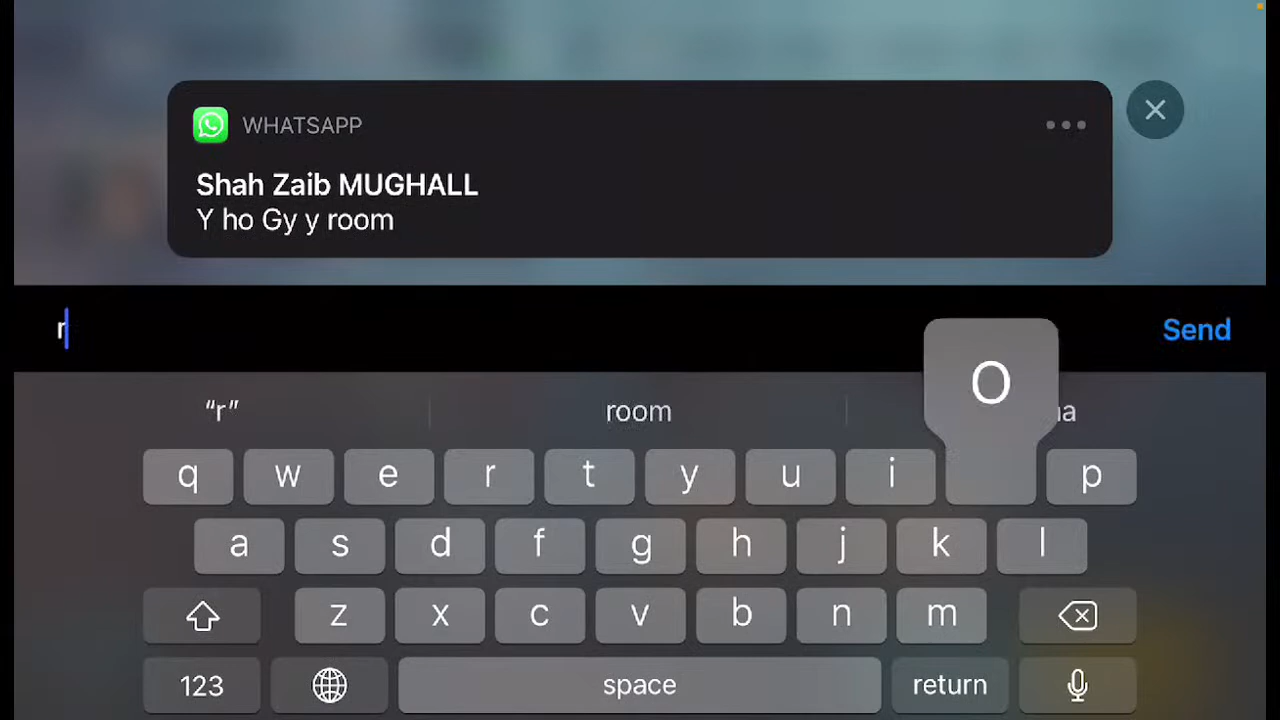 WHATSAPP
Shah Zaib MUGHALL
Y ho Gy y room
r
Send
“r”
room
q w e r t y u i O p
a s d f g h j k l
z x c v b n m
123
space
return